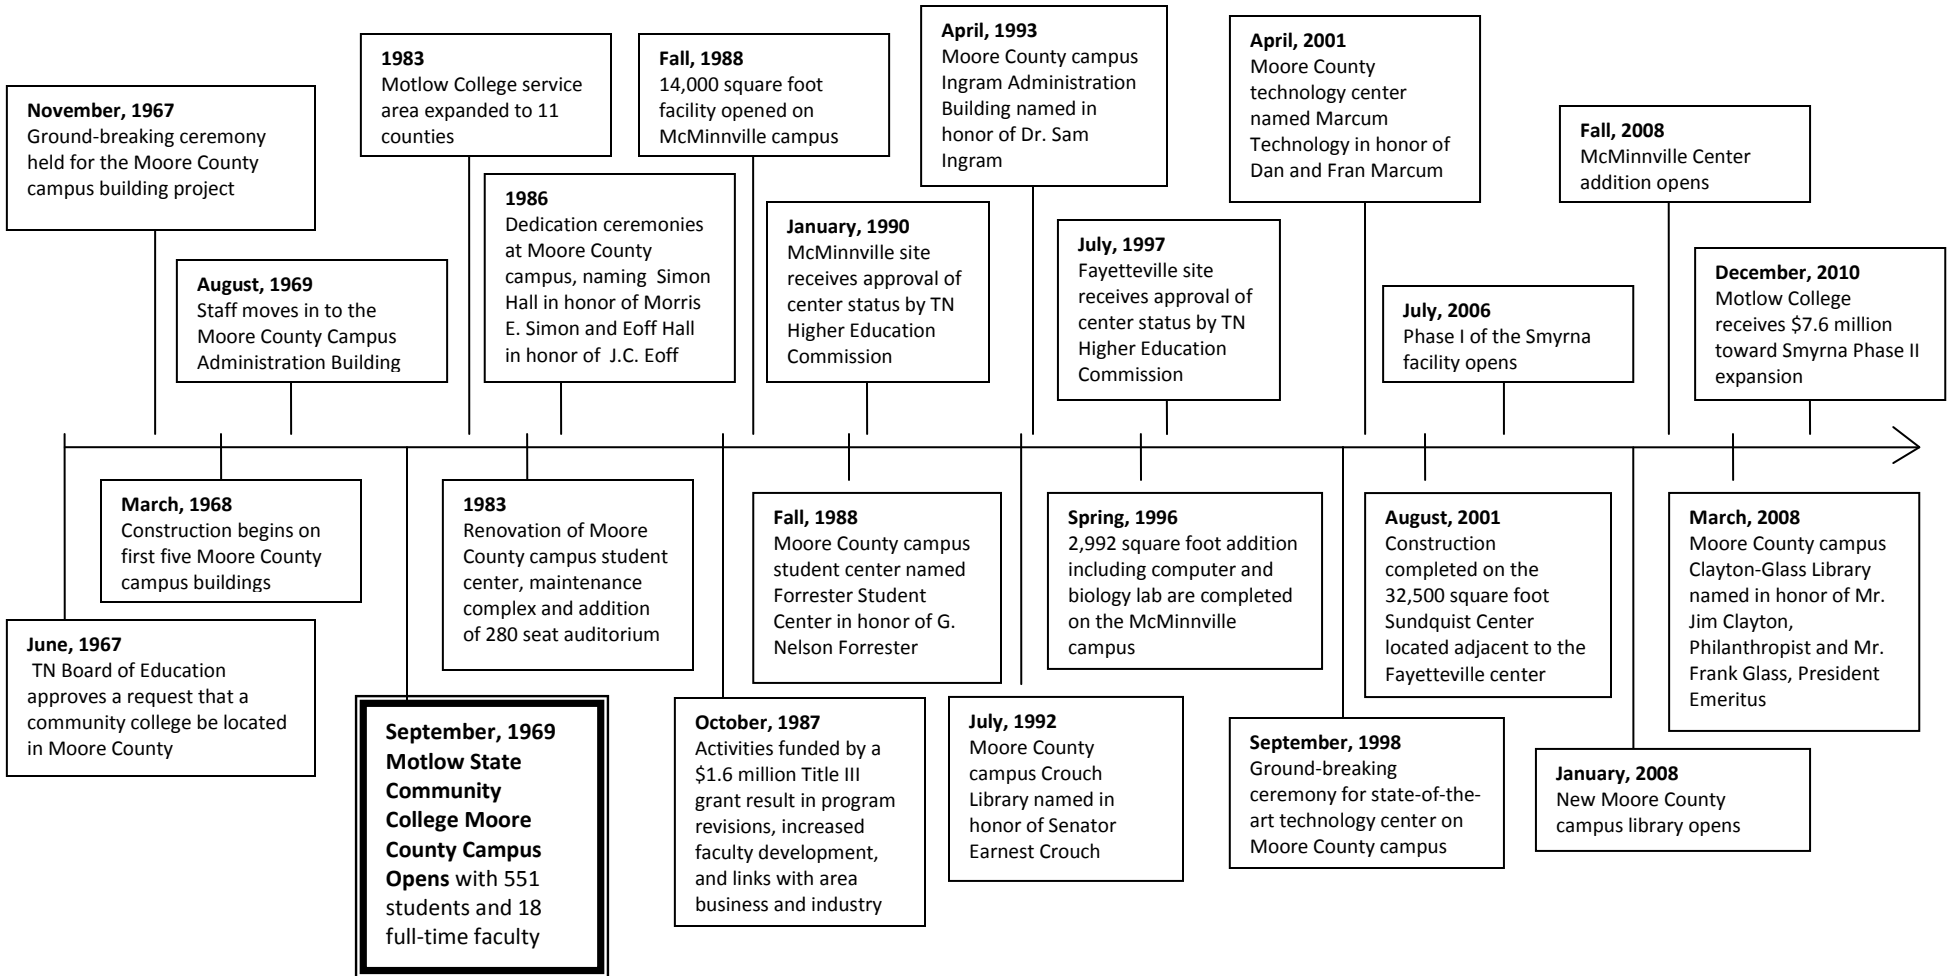 November, 1967
Ground-breaking ceremony
held for the Moore County
campus building project
August, 1969
Staff moves in to the
Moore County Campus
Administration Building
1983
Motlow College service
area expanded to 11
counties
1986
Dedication ceremonies
at Moore County
campus, naming Simon
Hall in honor of Morris
E. Simon and Eoff Hall
in honor of J.C. Eoff
Fall, 1988
14,000 square foot
facility opened on
McMinnville campus
January, 1990
McMinnville site
receives approval of
center status by TN
Higher Education
Commission
April, 1993
Moore County campus
Ingram Administration
Building named in
honor of Dr. Sam
Ingram
July, 1997
Fayetteville site
receives approval of
center status by TN
Higher Education
Commission
April, 2001
Moore County
technology center
named Marcum
Technology in honor of
Dan and Fran Marcum
July, 2006
Phase I of the Smyrna
facility opens
Fall, 2008
McMinnville Center
addition opens
December, 2010
Motlow College
receives $7.6 million
toward Smyrna Phase II
expansion
June, 1967
TN Board of Education
approves a request that a
community college be located
in Moore County
March, 1968
Construction begins on
first five Moore County
campus buildings
September, 1969
Motlow State
Community
College Moore
County Campus
Opens with 551
students and 18
full-time faculty
1983
Renovation of Moore
County campus student
center, maintenance
complex and addition
of 280 seat auditorium
October, 1987
Activities funded by a
$1.6 million Title III
grant result in program
revisions, increased
faculty development,
and links with area
business and industry
Fall, 1988
Moore County campus
student center named
Forrester Student
Center in honor of G.
Nelson Forrester
July, 1992
Moore County
campus Crouch
Library named in
honor of Senator
Earnest Crouch
Spring, 1996
2,992 square foot addition
including computer and
biology lab are completed
on the McMinnville
campus
September, 1998
Ground-breaking
ceremony for state-of-the-
art technology center on
Moore County campus
August, 2001
Construction
completed on the
32,500 square foot
Sundquist Center
located adjacent to the
Fayetteville center
January, 2008
New Moore County
campus library opens
March, 2008
Moore County campus
Clayton-Glass Library
named in honor of Mr.
Jim Clayton,
Philanthropist and Mr.
Frank Glass, President
Emeritus